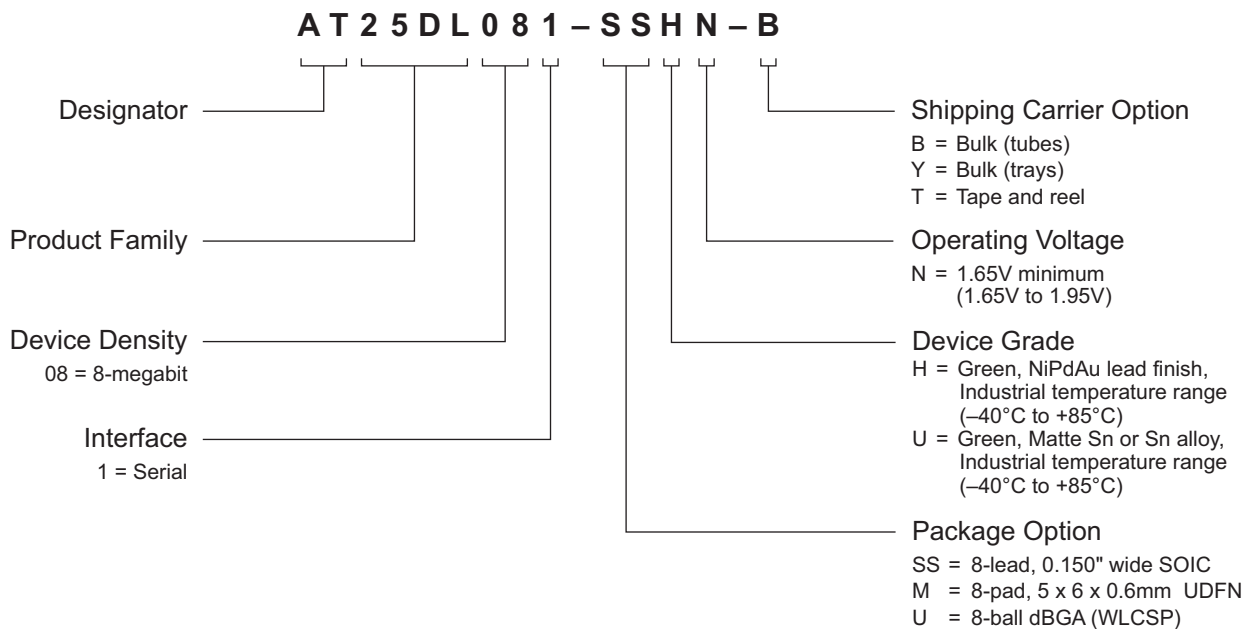 AT25DL081–SSHN–B
Designator
Product Family
Device Density
08 = 8-megabit
Interface
1 = Serial
Shipping Carrier Option
B = Bulk (tubes)
Y = Bulk (trays)
T = Tape and reel
Operating Voltage
N = 1.65V minimum
(1.65V to 1.95V)
Device Grade
H = Green, NiPdAu lead finish,
Industrial temperature range
(–40°C to +85°C)
U = Green, Matte Sn or Sn alloy,
Industrial temperature range
(–40°C to +85°C)
Package Option
SS = 8-lead, 0.150" wide SOIC
M = 8-pad, 5 x 6 x 0.6mm UDFN
U = 8-ball dBGA (WLCSP)